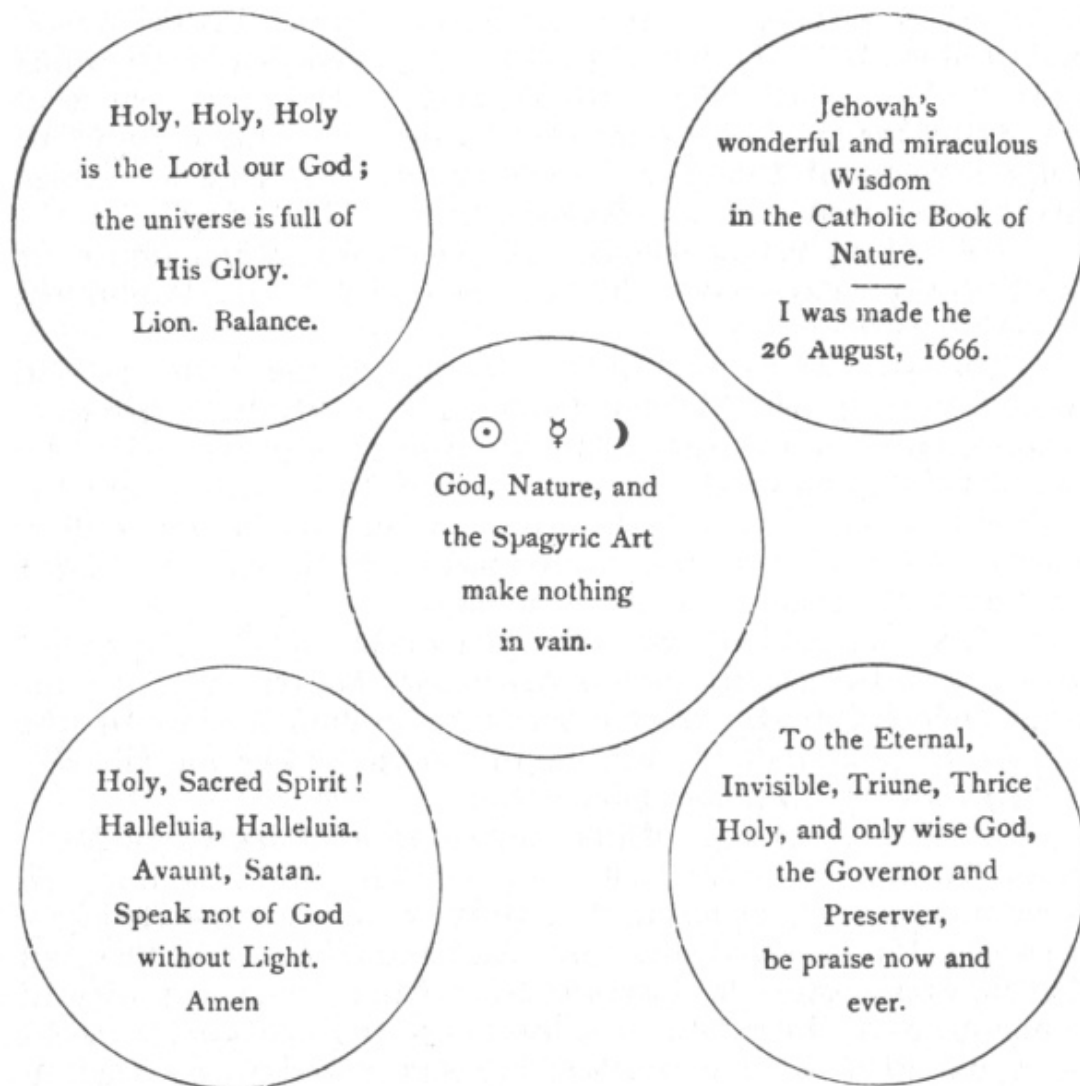 Holy, Holy, Holy
is the Lord our God ;
the universe is full of
His Glory.
Lion. Balance.
Jehovah's
wonderful and miraculous
Wisdom
in the Catholic Book of
Nature.
I was made the
26 August, 1666.
☉ ☿ ☽
God, Nature, and
the Spagyric Art
make nothing
in vain.
Holy, Sacred Spirit !
Halleluia, Halleluia.
Avaunt, Satan.
Speak not of God
without Light.
Amen
To the Eternal,
Invisible, Triune, Thrice
Holy, and only wise God,
the Governor and
Preserver,
be praise now and
ever.